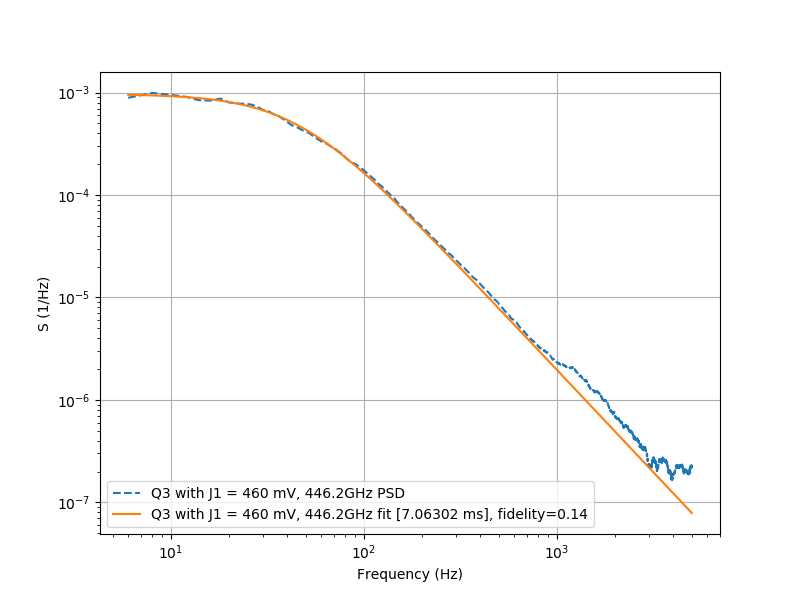 10⁻³
10⁻⁴
10⁻⁵
10⁻⁶
10⁻⁷
S (1/Hz)
Q3 with J1 = 460 mV, 446.2GHz PSD
Q3 with J1 = 460 mV, 446.2GHz fit [7.06302 ms], fidelity=0.14
10¹ 10² 10³
Frequency (Hz)